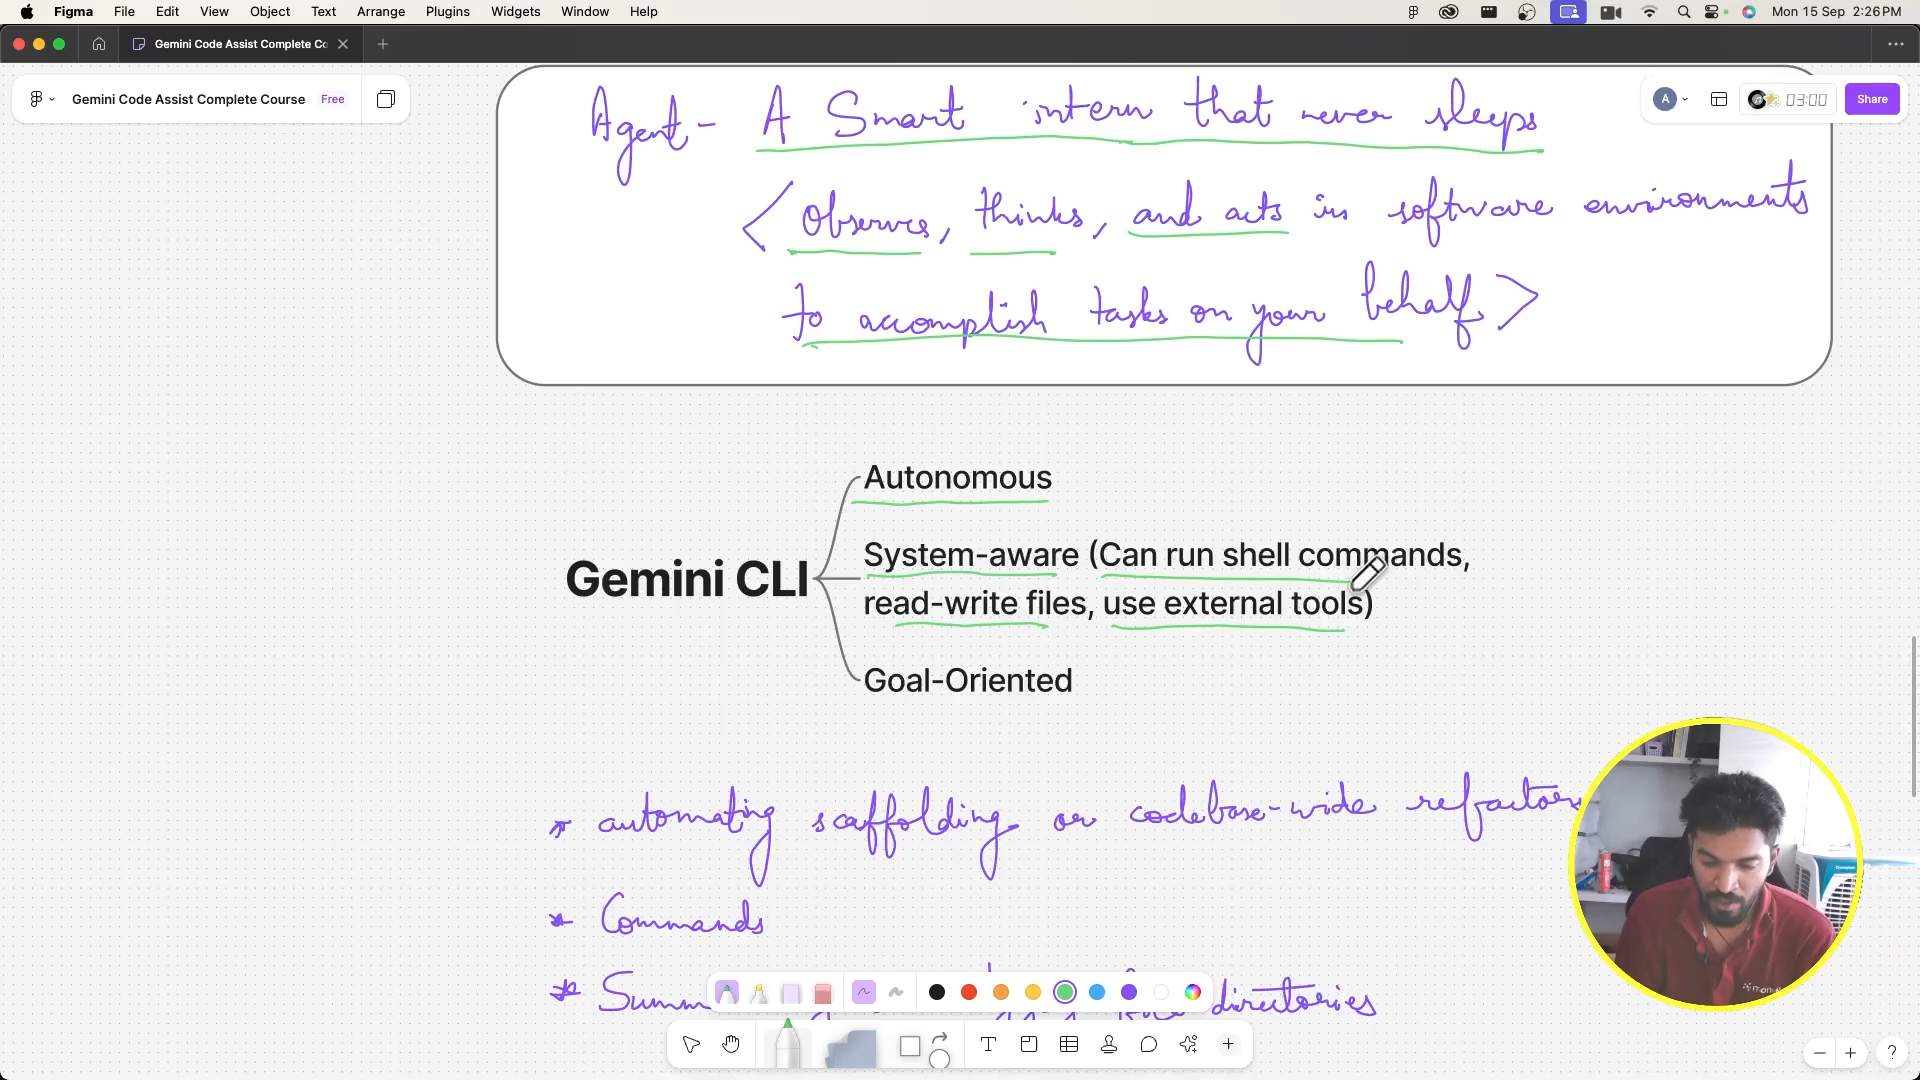 Figma File Edit View Object Text Arrange Plugins Widgets Window Help Mon 15 Sep 2:26 PM
Gemini Code Assist Complete Co
Gemini Code Assist Complete Course Free
A 03:00 Share
Agent - A Smart intern that never sleeps
< Observes, thinks, and acts in software environments
to accomplish tasks on your behalf >
Autonomous
Gemini CLI
System-aware (Can run shell commands,
read-write files, use external tools)
Goal-Oriented
* automating scaffolding or codebase-wide refactors
* Commands
* directories